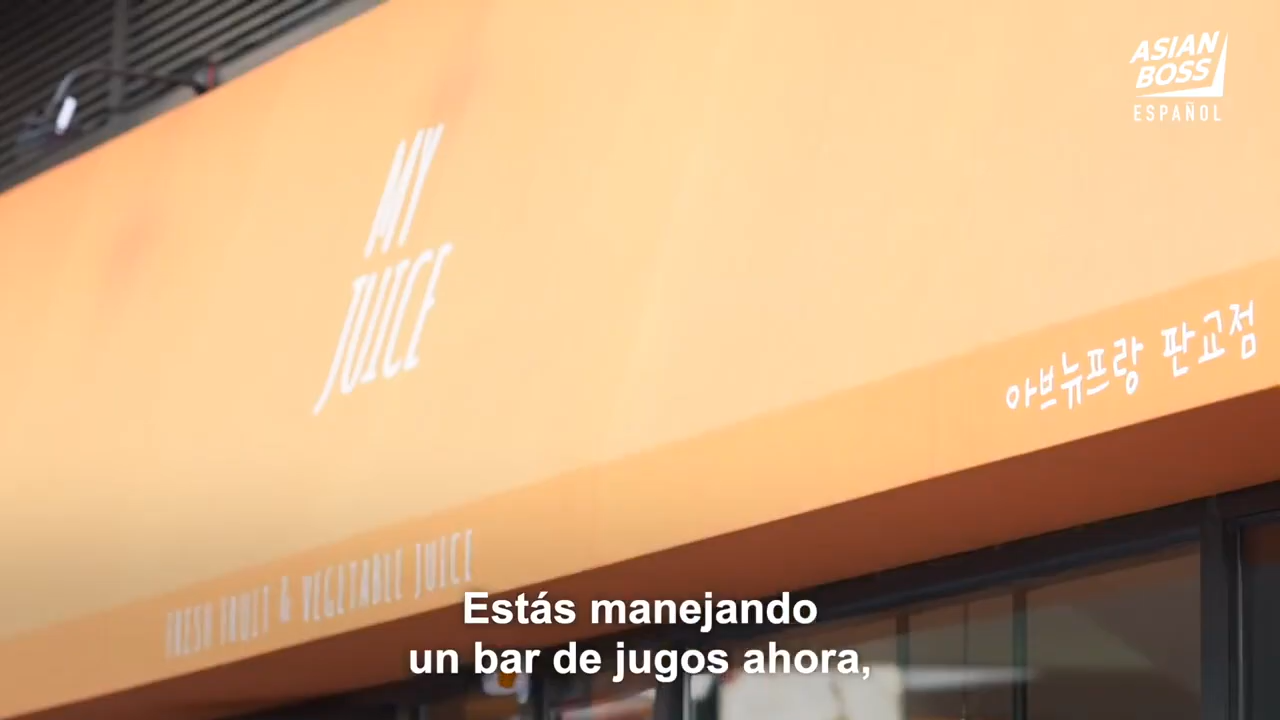 ASIAN
BOSS
ESPAÑOL
MY
JUICE
아브뉴프랑 판교점
FRESH FRUIT & VEGETABLE JUICE
Estás manejando
un bar de jugos ahora,